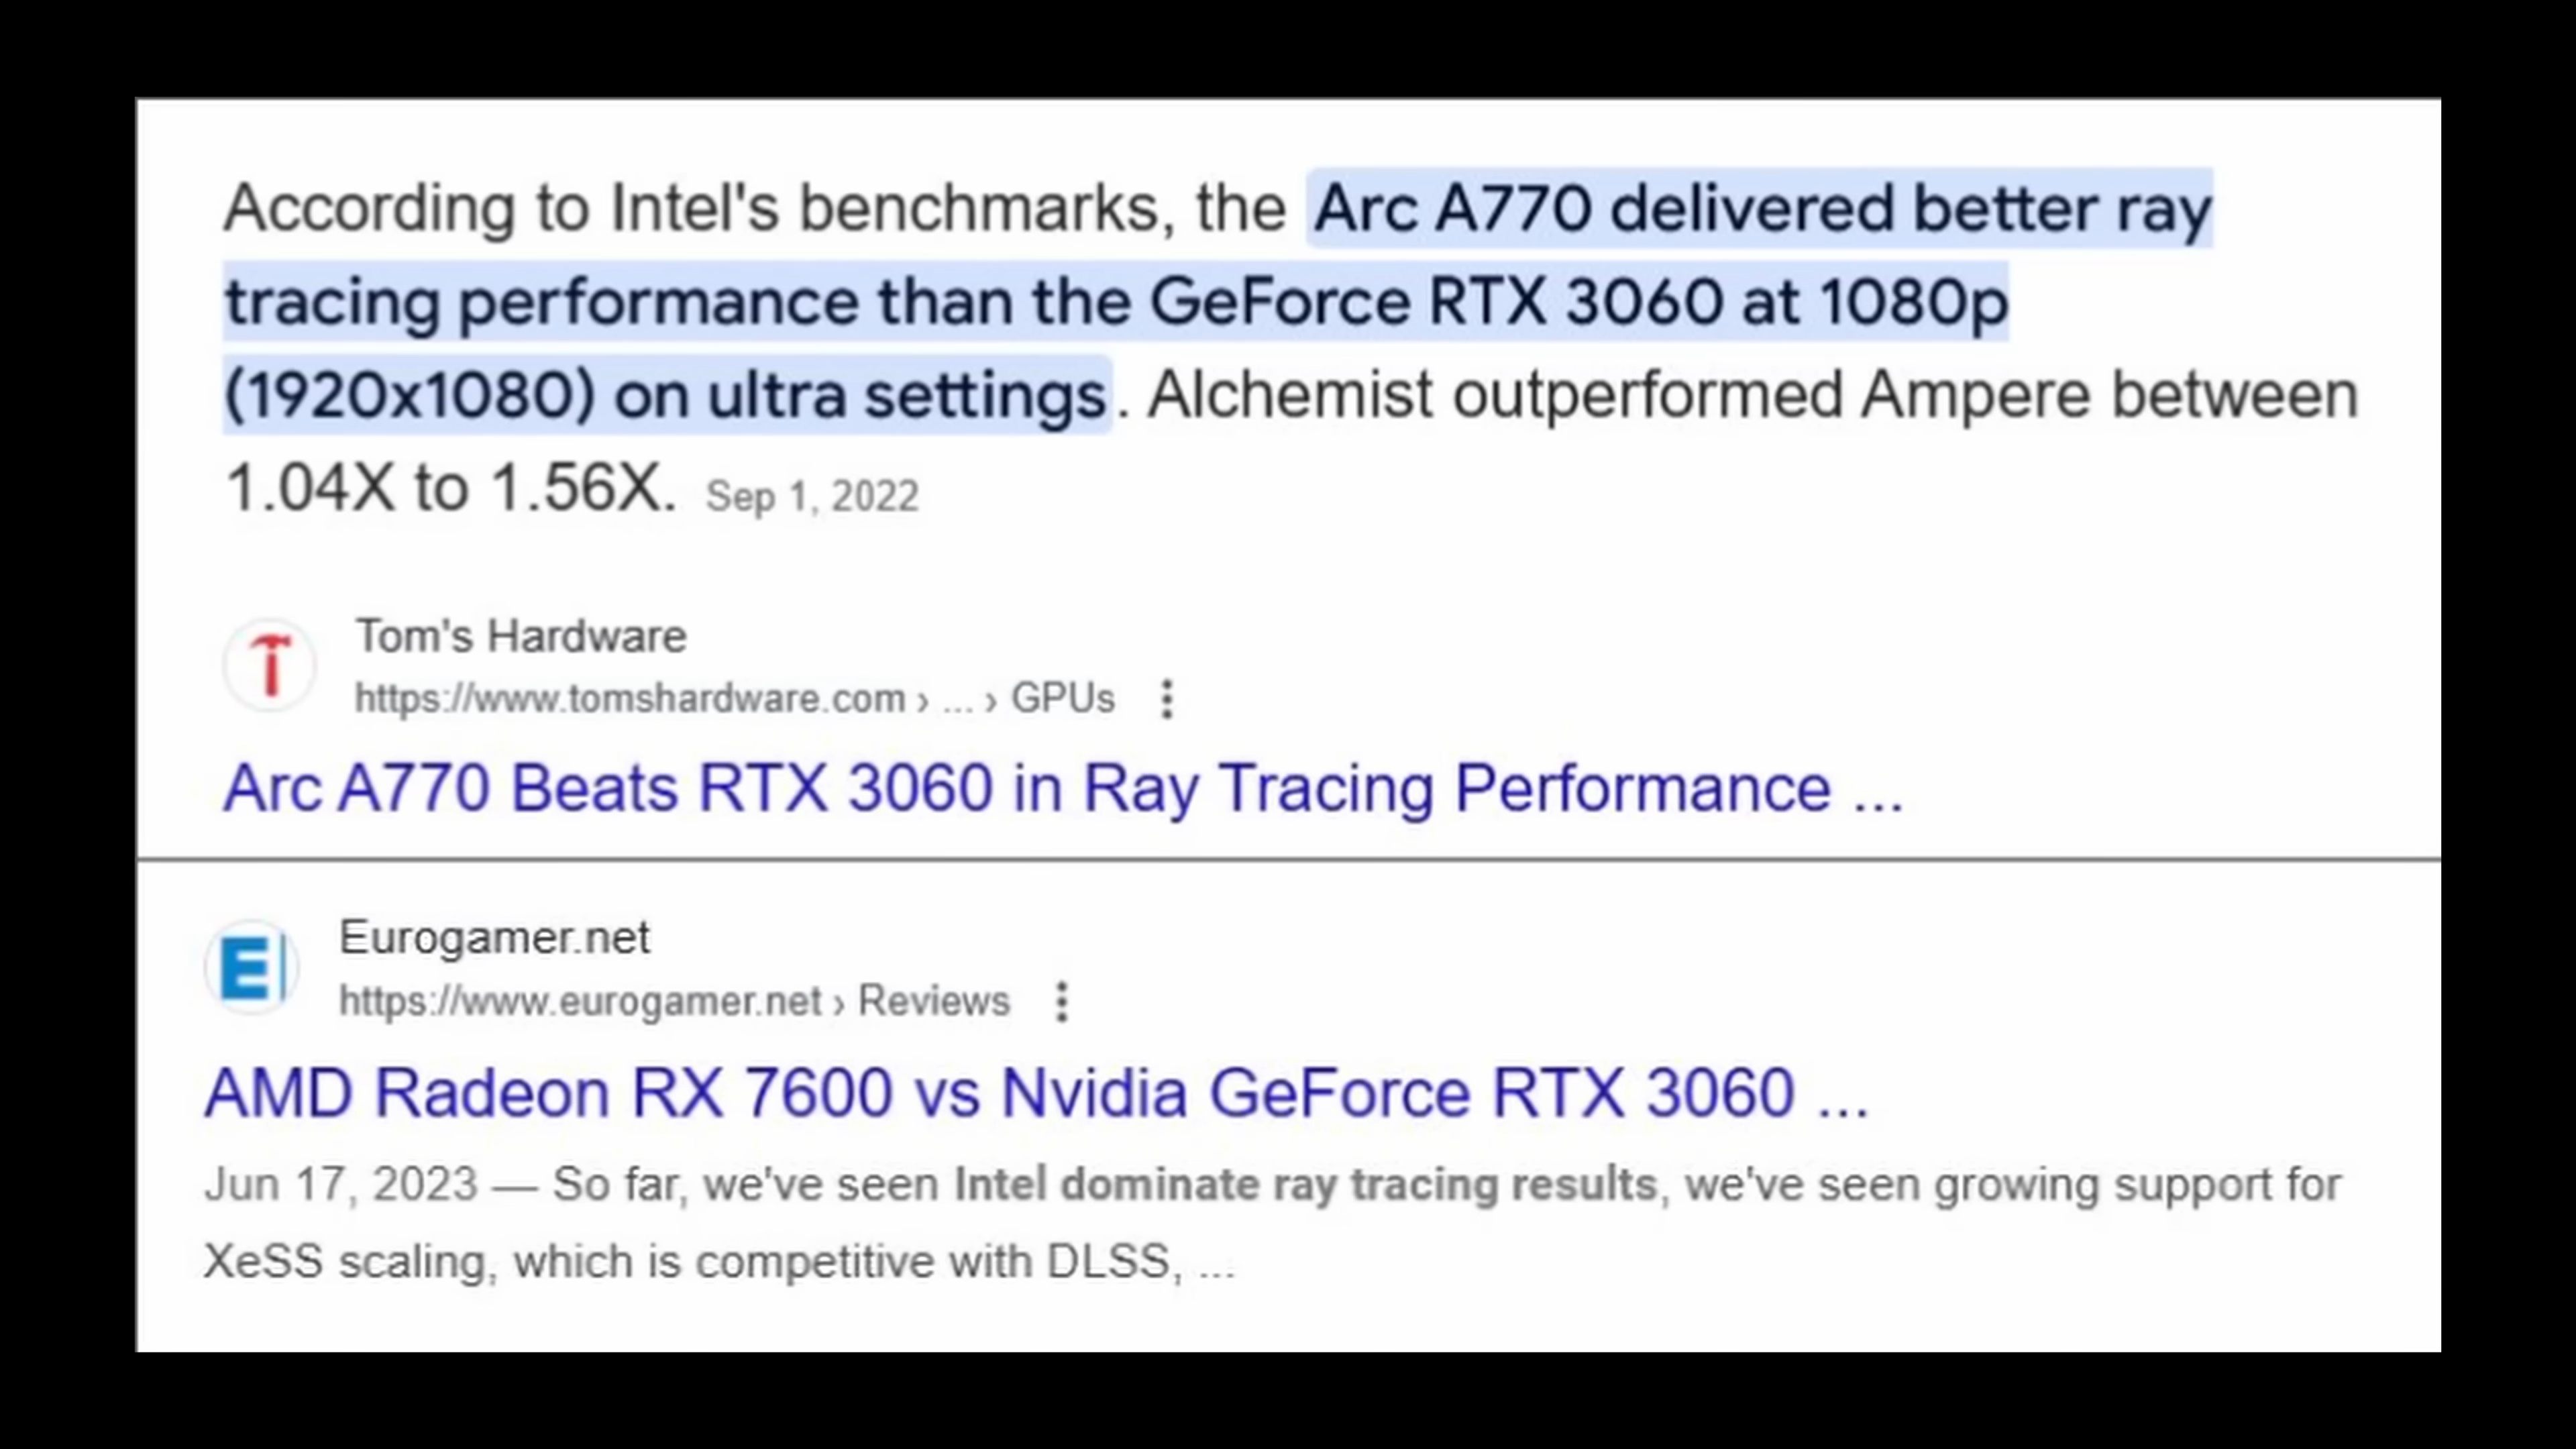 According to Intel's benchmarks, the Arc A770 delivered better ray
tracing performance than the GeForce RTX 3060 at 1080p
(1920x1080) on ultra settings. Alchemist outperformed Ampere between
1.04X to 1.56X. Sep 1, 2022
Tom's Hardware
https://www.tomshardware.com › ... › GPUs
Arc A770 Beats RTX 3060 in Ray Tracing Performance ...
E
Eurogamer.net
https://www.eurogamer.net › Reviews
AMD Radeon RX 7600 vs Nvidia GeForce RTX 3060 ...
Jun 17, 2023 — So far, we've seen Intel dominate ray tracing results, we've seen growing support for
XeSS scaling, which is competitive with DLSS, ...